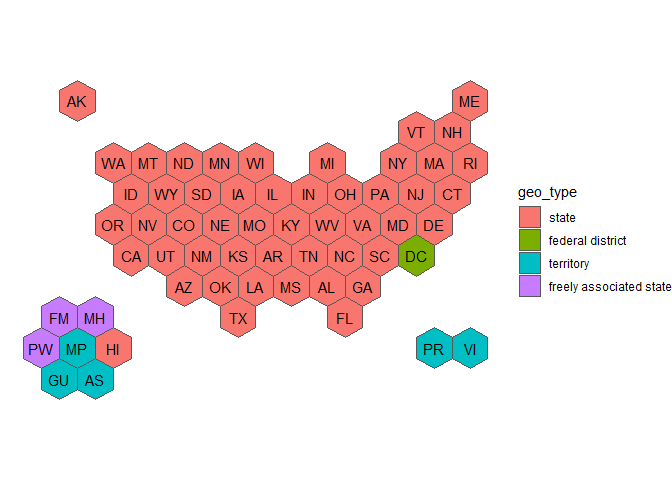 AK ME
VT NH
WA MT ND MN WI MI NY MA RI
ID WY SD IA IL IN OH PA NJ CT
OR NV CO NE MO KY WV VA MD DE
CA UT NM KS AR TN NC SC DC
AZ OK LA MS AL GA
TX FL
FM MH
PW MP HI
GU AS
PR VI
geo_type
state
federal district
territory
freely associated state